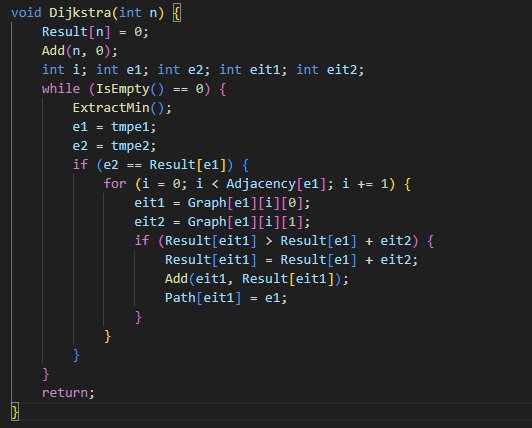 void Dijkstra(int n) {
    Result[n] = 0;
    Add(n, 0);
    int i; int e1; int e2; int eit1; int eit2;
    while (IsEmpty() == 0) {
        ExtractMin();
        e1 = tmpe1;
        e2 = tmpe2;
        if (e2 == Result[e1]) {
            for (i = 0; i < Adjacency[e1]; i += 1) {
                eit1 = Graph[e1][i][0];
                eit2 = Graph[e1][i][1];
                if (Result[eit1] > Result[e1] + eit2) {
                    Result[eit1] = Result[e1] + eit2;
                    Add(eit1, Result[eit1]);
                    Path[eit1] = e1;
                }
            }
        }
    }
    return;
}